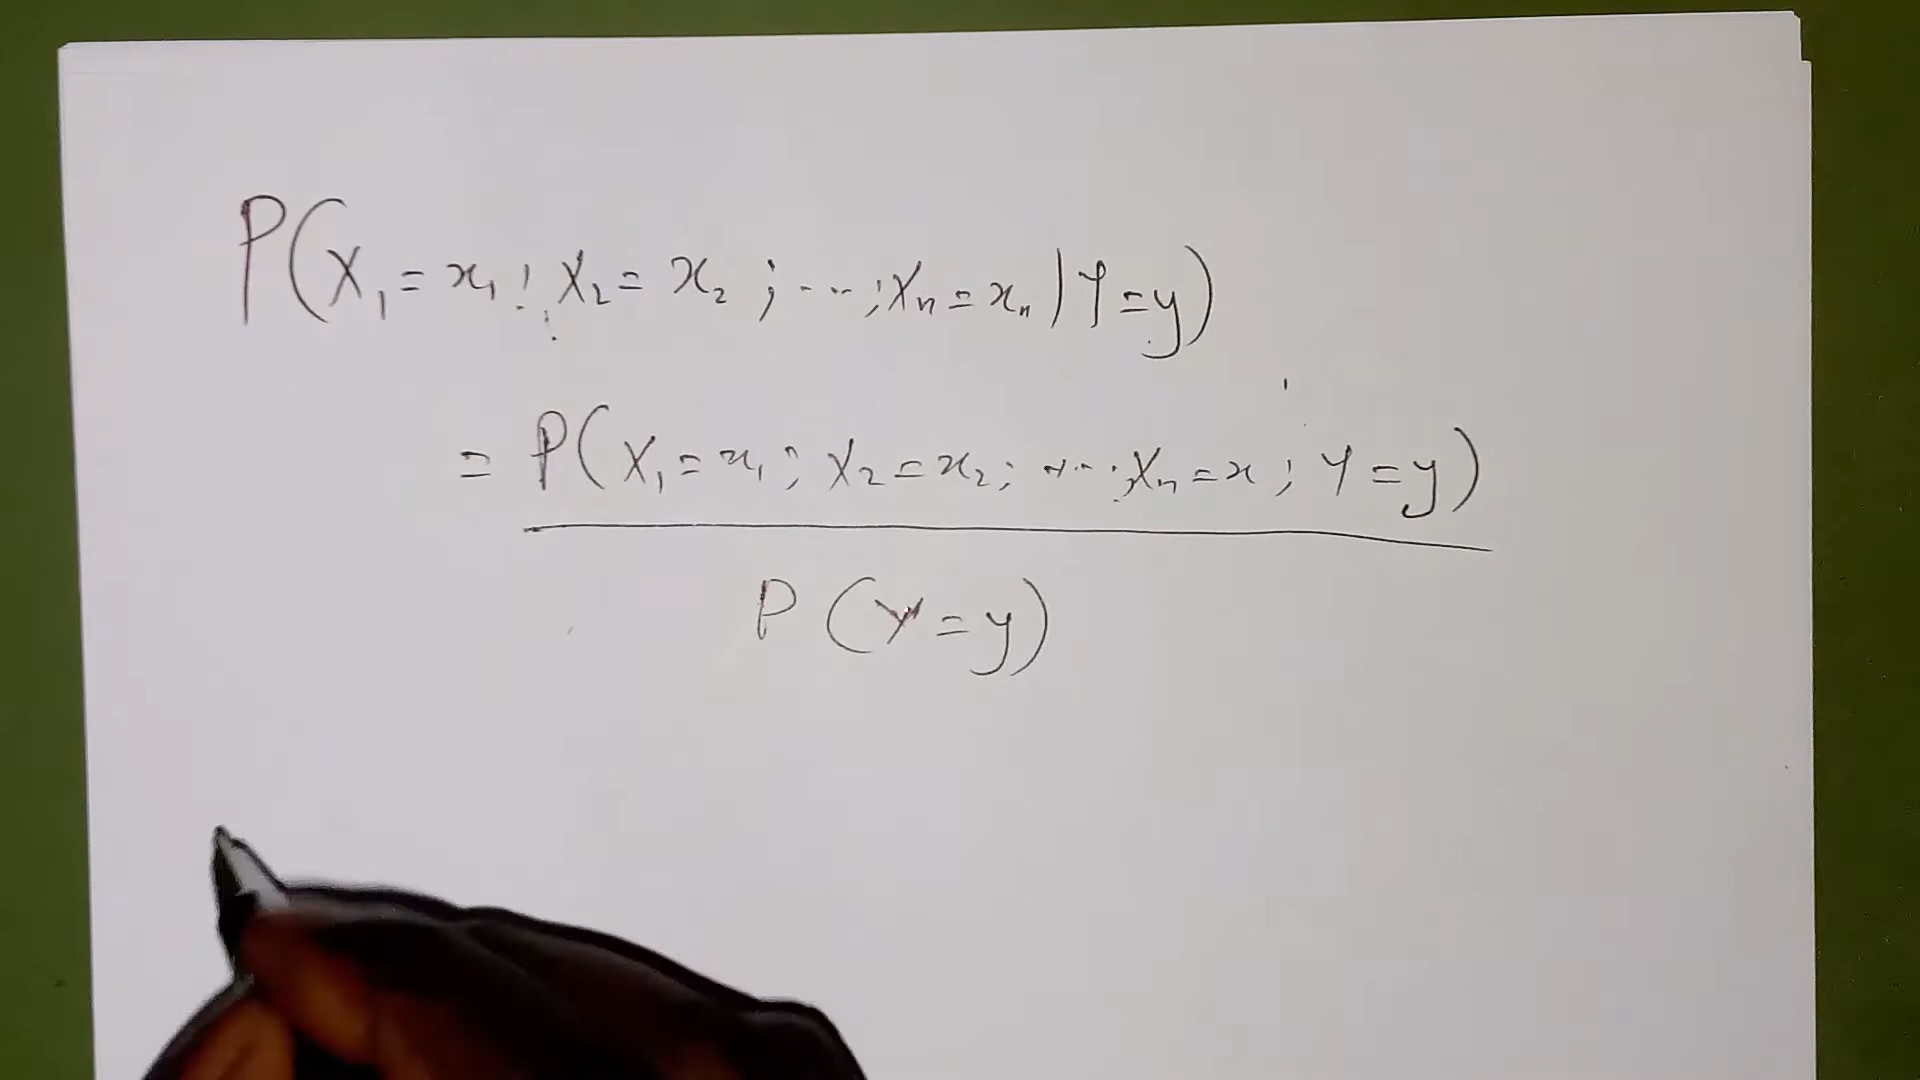 P(X₁ = x₁ ; X₂ = x₂ ; ... ; Xₙ = xₙ | Y = y)
= P(X₁ = x₁ ; X₂ = x₂ ; ... ; Xₙ = x ; Y = y)
P (Y = y)